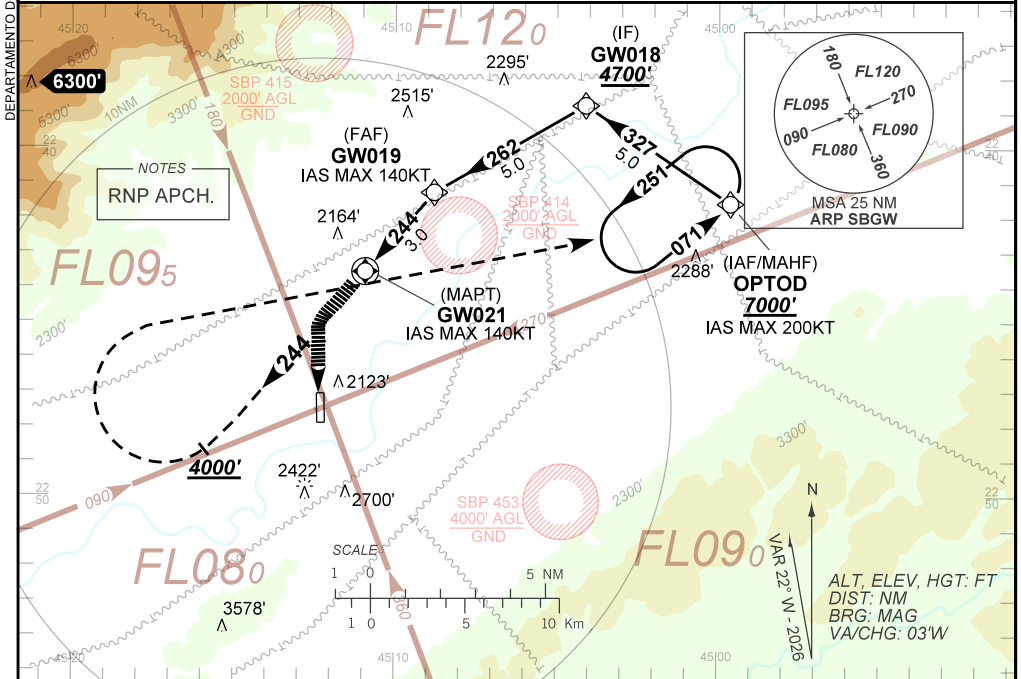 DEPARTAMENTO D
45°20
45°10
45°00
FL120
6300'
6300'
5300'
4300'
3300'
10NM
SBP 415
2000' AGL
GND
2295'
2515'
(IF)
GW018
4700'
180
FL120
270
FL095
090
FL090
FL080
360
MSA 25 NM
ARP SBGW
22
40
22
40
180
NOTES
RNP APCH.
(FAF)
GW019
IAS MAX 140KT
262
5.0
327
5.0
251
071
SBP 414
2000' AGL
GND
2164'
244
3.0
2288'
(IAF/MAHF)
OPTOD
7000'
IAS MAX 200KT
FL095
(MAPT)
GW021
IAS MAX 140KT
270
2300'
244
2123'
4000'
3300'
2422'
2700'
2300'
22
50
22
50
090
SBP 453
4000' AGL
GND
N
FL080
FL090
SCALE
1 0 5 NM
1 0 5 10 Km
VAR 22° W - 2026
ALT, ELEV, HGT: FT
DIST: NM
BRG: MAG
VA/CHG: 03'W
3578'
360
45°20
45°10
45°00